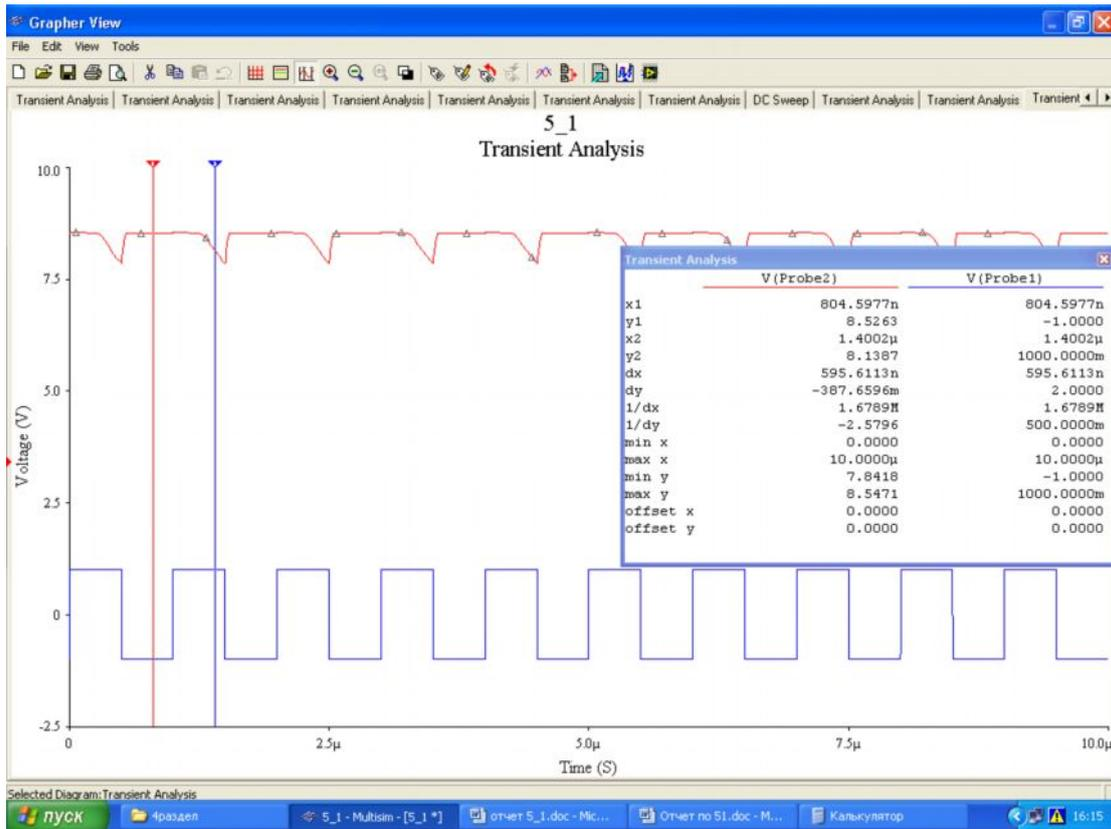 Grapher View
File Edit View Tools
Transient Analysis Transient Analysis Transient Analysis Transient Analysis Transient Analysis Transient Analysis Transient Analysis DC Sweep Transient Analysis Transient Analysis Transient
5_1
Transient Analysis
10.0
7.5
5.0
2.5
0
-2.5
Voltage (V)
0 2.5µ 5.0µ 7.5µ 10.0µ
Time (S)
Transient Analysis
V(Probe2) V(Probe1)
x1 804.5977n 804.5977n
y1 8.5263 -1.0000
x2 1.4002µ 1.4002µ
y2 8.1387 1000.0000m
dx 595.6113n 595.6113n
dy -387.6596m 2.0000
1/dx 1.6789M 1.6789M
1/dy -2.5796 500.0000m
min x 0.0000 0.0000
max x 10.0000µ 10.0000µ
min y 7.8418 -1.0000
max y 8.5471 1000.0000m
offset x 0.0000 0.0000
offset y 0.0000 0.0000
Selected Diagram:Transient Analysis
пуск 4раздел 5_1 - Multisim - [5_1 *] отчет 5_1.doc - Mic... Отчет по 51.doc - M... Калькулятор 16:15